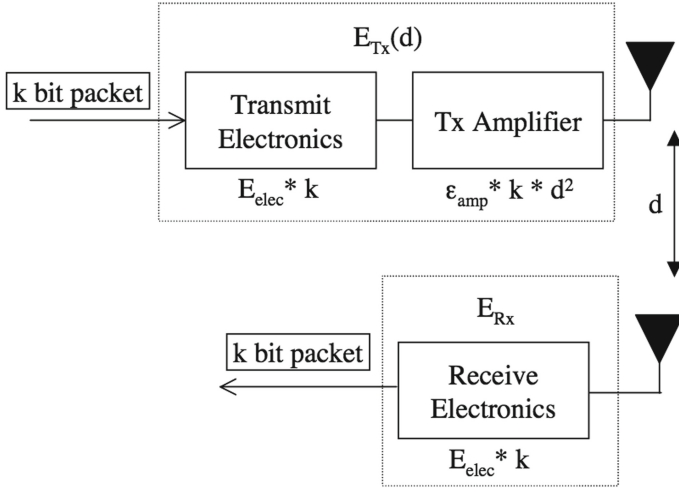 E_Tx(d)
k bit packet
Transmit
Electronics
Tx Amplifier
E_elec* k
ε_amp* k * d²
d
E_Rx
k bit packet
Receive
Electronics
E_elec* k